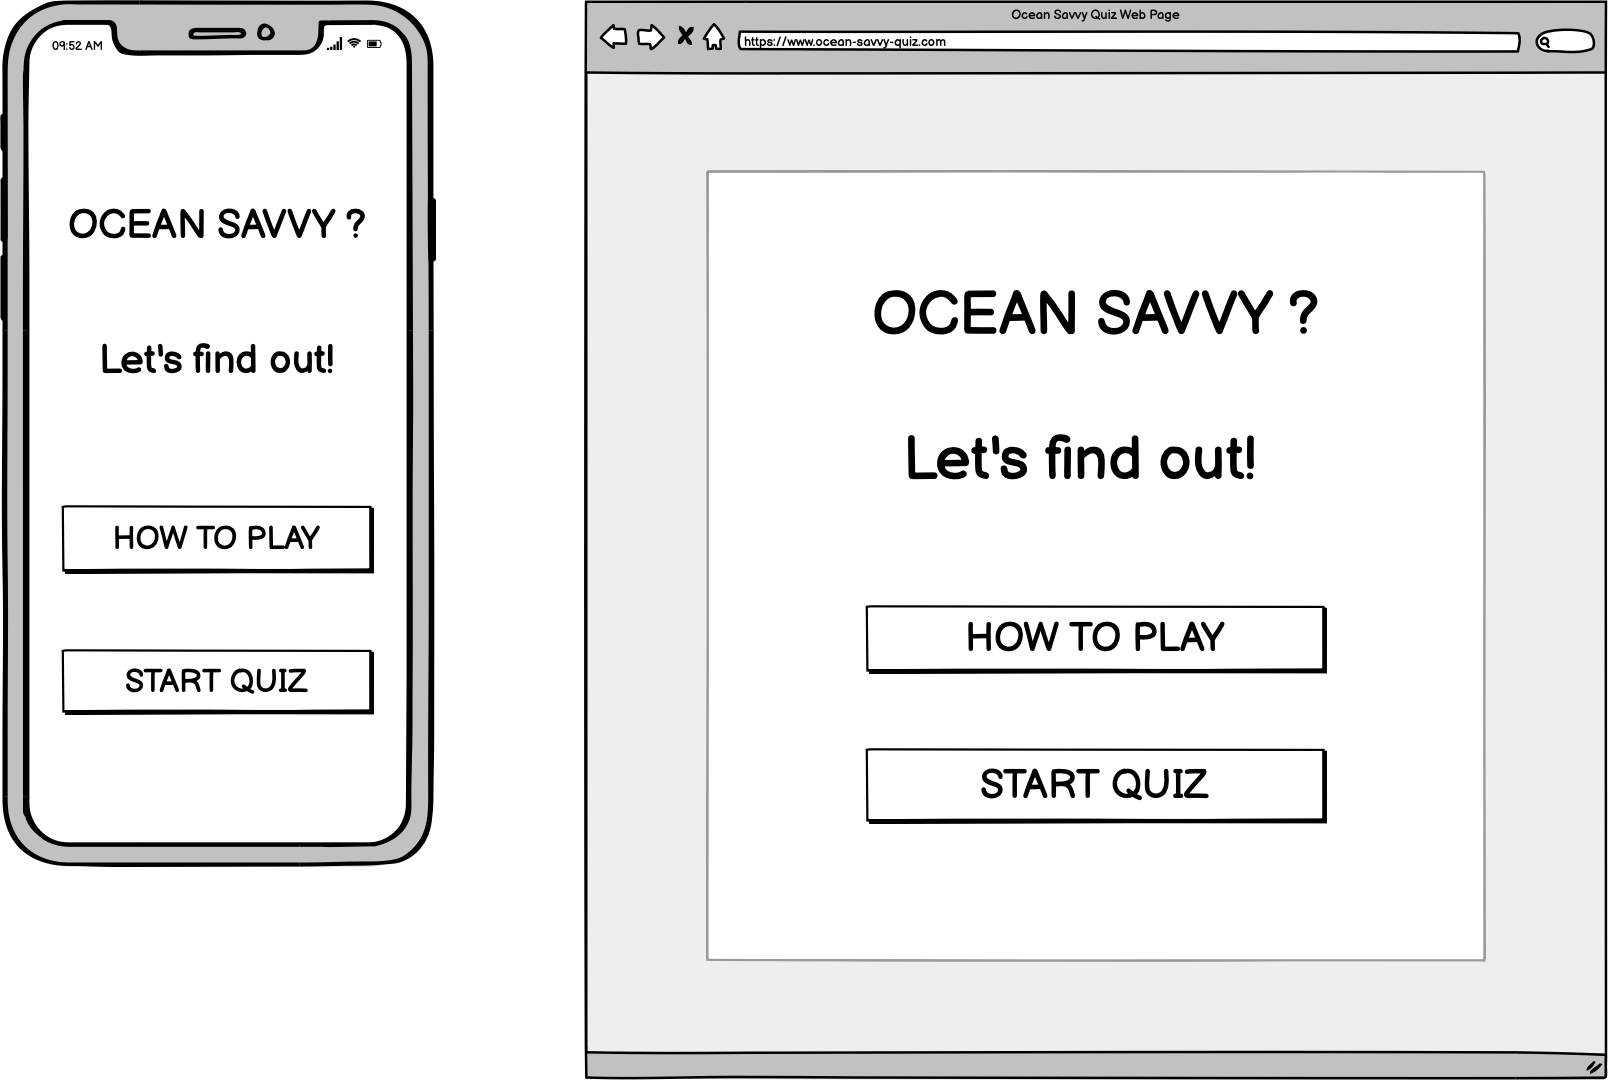 09:52 AM
OCEAN SAVVY ?
Let's find out!
HOW TO PLAY
START QUIZ
Ocean Savvy Quiz Web Page
https://www.ocean-savvy-quiz.com
OCEAN SAVVY ?
Let's find out!
HOW TO PLAY
START QUIZ